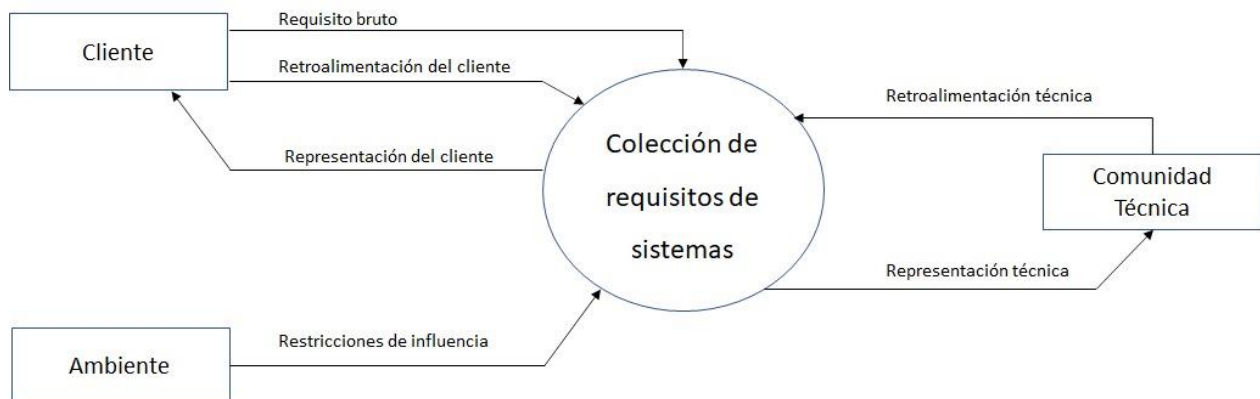 Requisito bruto
Cliente
Retroalimentación del cliente
Representación del cliente
Colección de
requisitos de
sistemas
Retroalimentación técnica
Comunidad
Técnica
Representación técnica
Restricciones de influencia
Ambiente